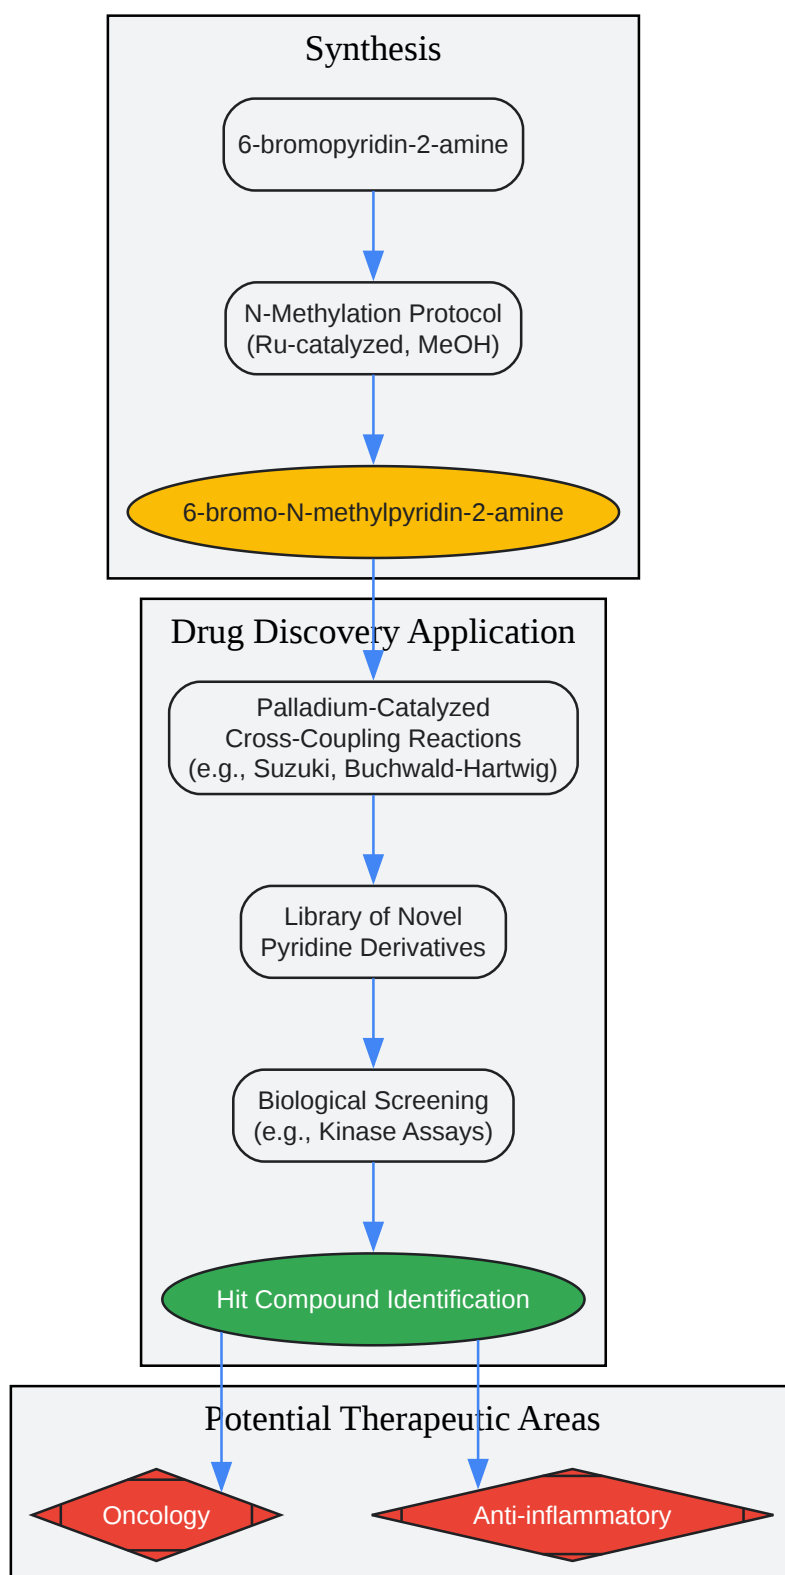 Synthesis
6-bromopyridin-2-amine
N-Methylation Protocol
(Ru-catalyzed, MeOH)
6-bromo-N-methylpyridin-2-amine
Drug Discovery Application
Palladium-Catalyzed
Cross-Coupling Reactions
(e.g., Suzuki, Buchwald-Hartwig)
Library of Novel
Pyridine Derivatives
Biological Screening
(e.g., Kinase Assays)
Hit Compound Identification
Potential Therapeutic Areas
Oncology
Anti-inflammatory